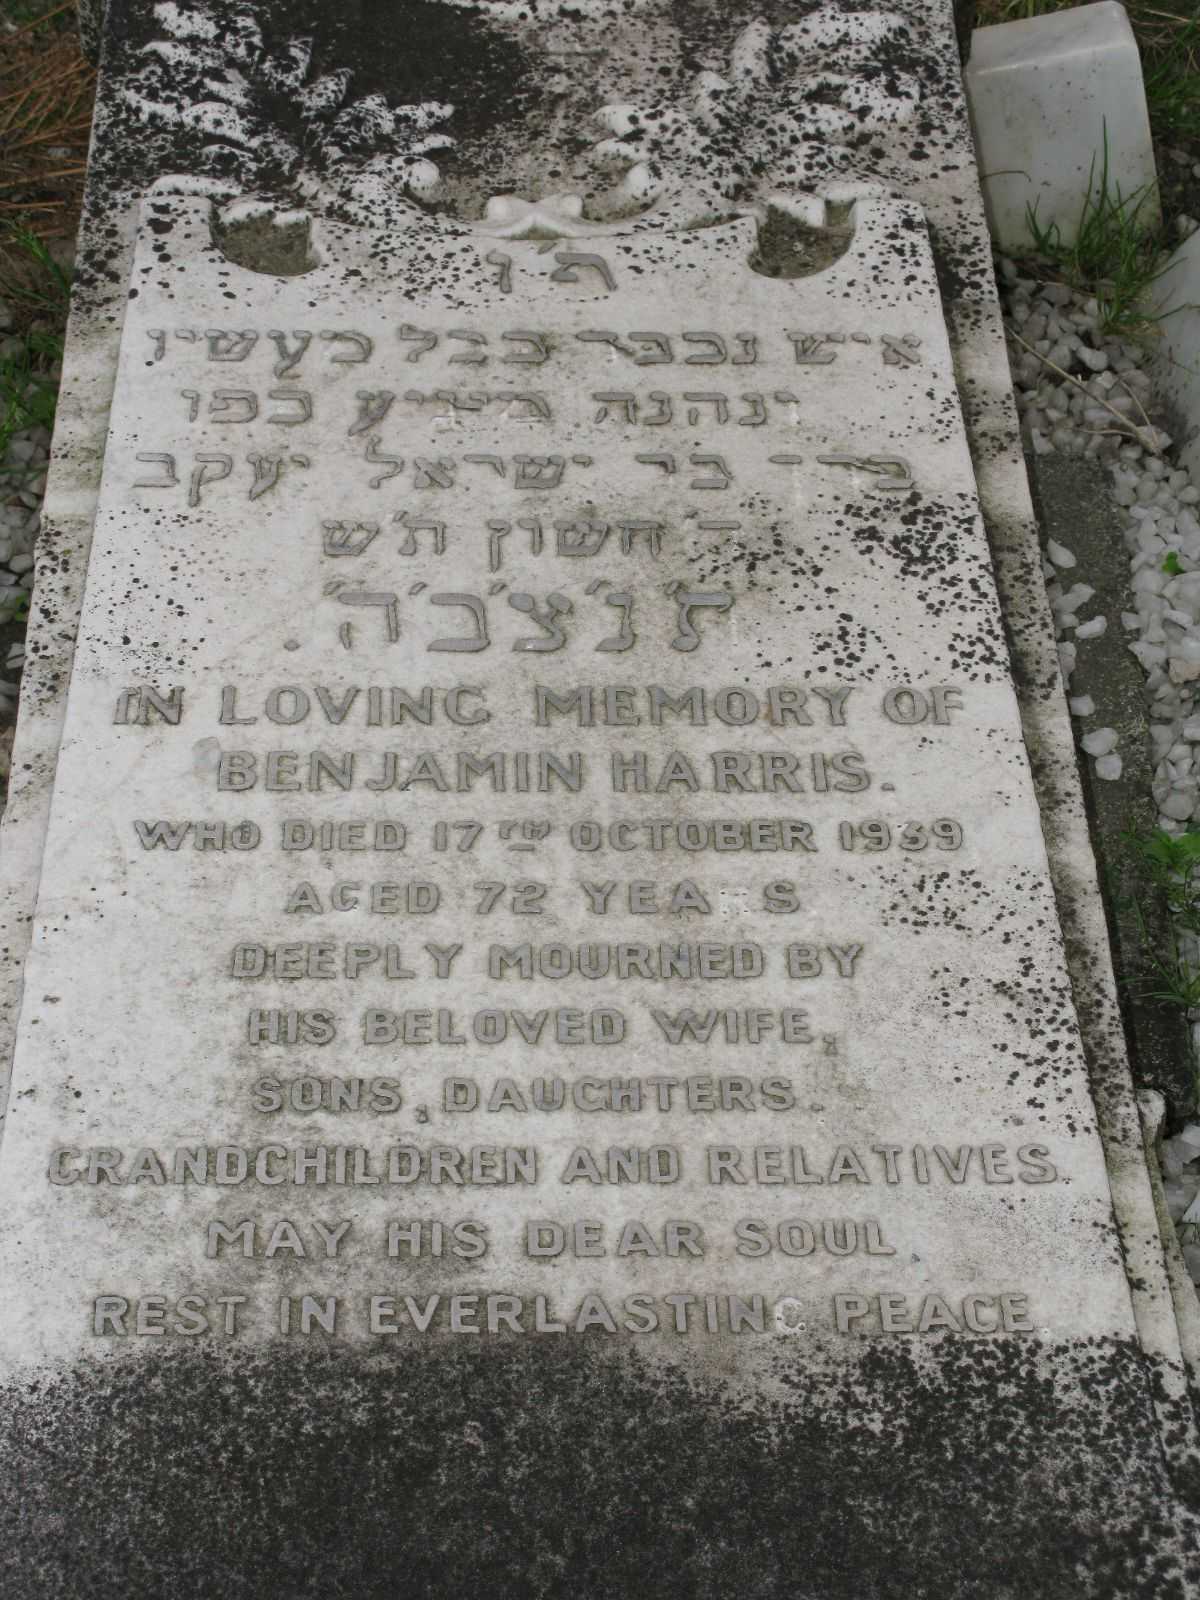 פ'נ
איש נכבד בכל מעשיו
ונהנה מיגיע כפו
בר ישראל יעקב
ד' חשון ת'ש
ת'נ'צ'ב'ה'.
IN LOVING MEMORY OF
BENJAMIN HARRIS.
WHO DIED 17TH OCTOBER 1939
AGED 72 YEA S
DEEPLY MOURNED BY
HIS BELOVED WIFE,
SONS, DAUGHTERS.
GRANDCHILDREN AND RELATIVES
MAY HIS DEAR SOUL
REST IN EVERLASTING PEACE